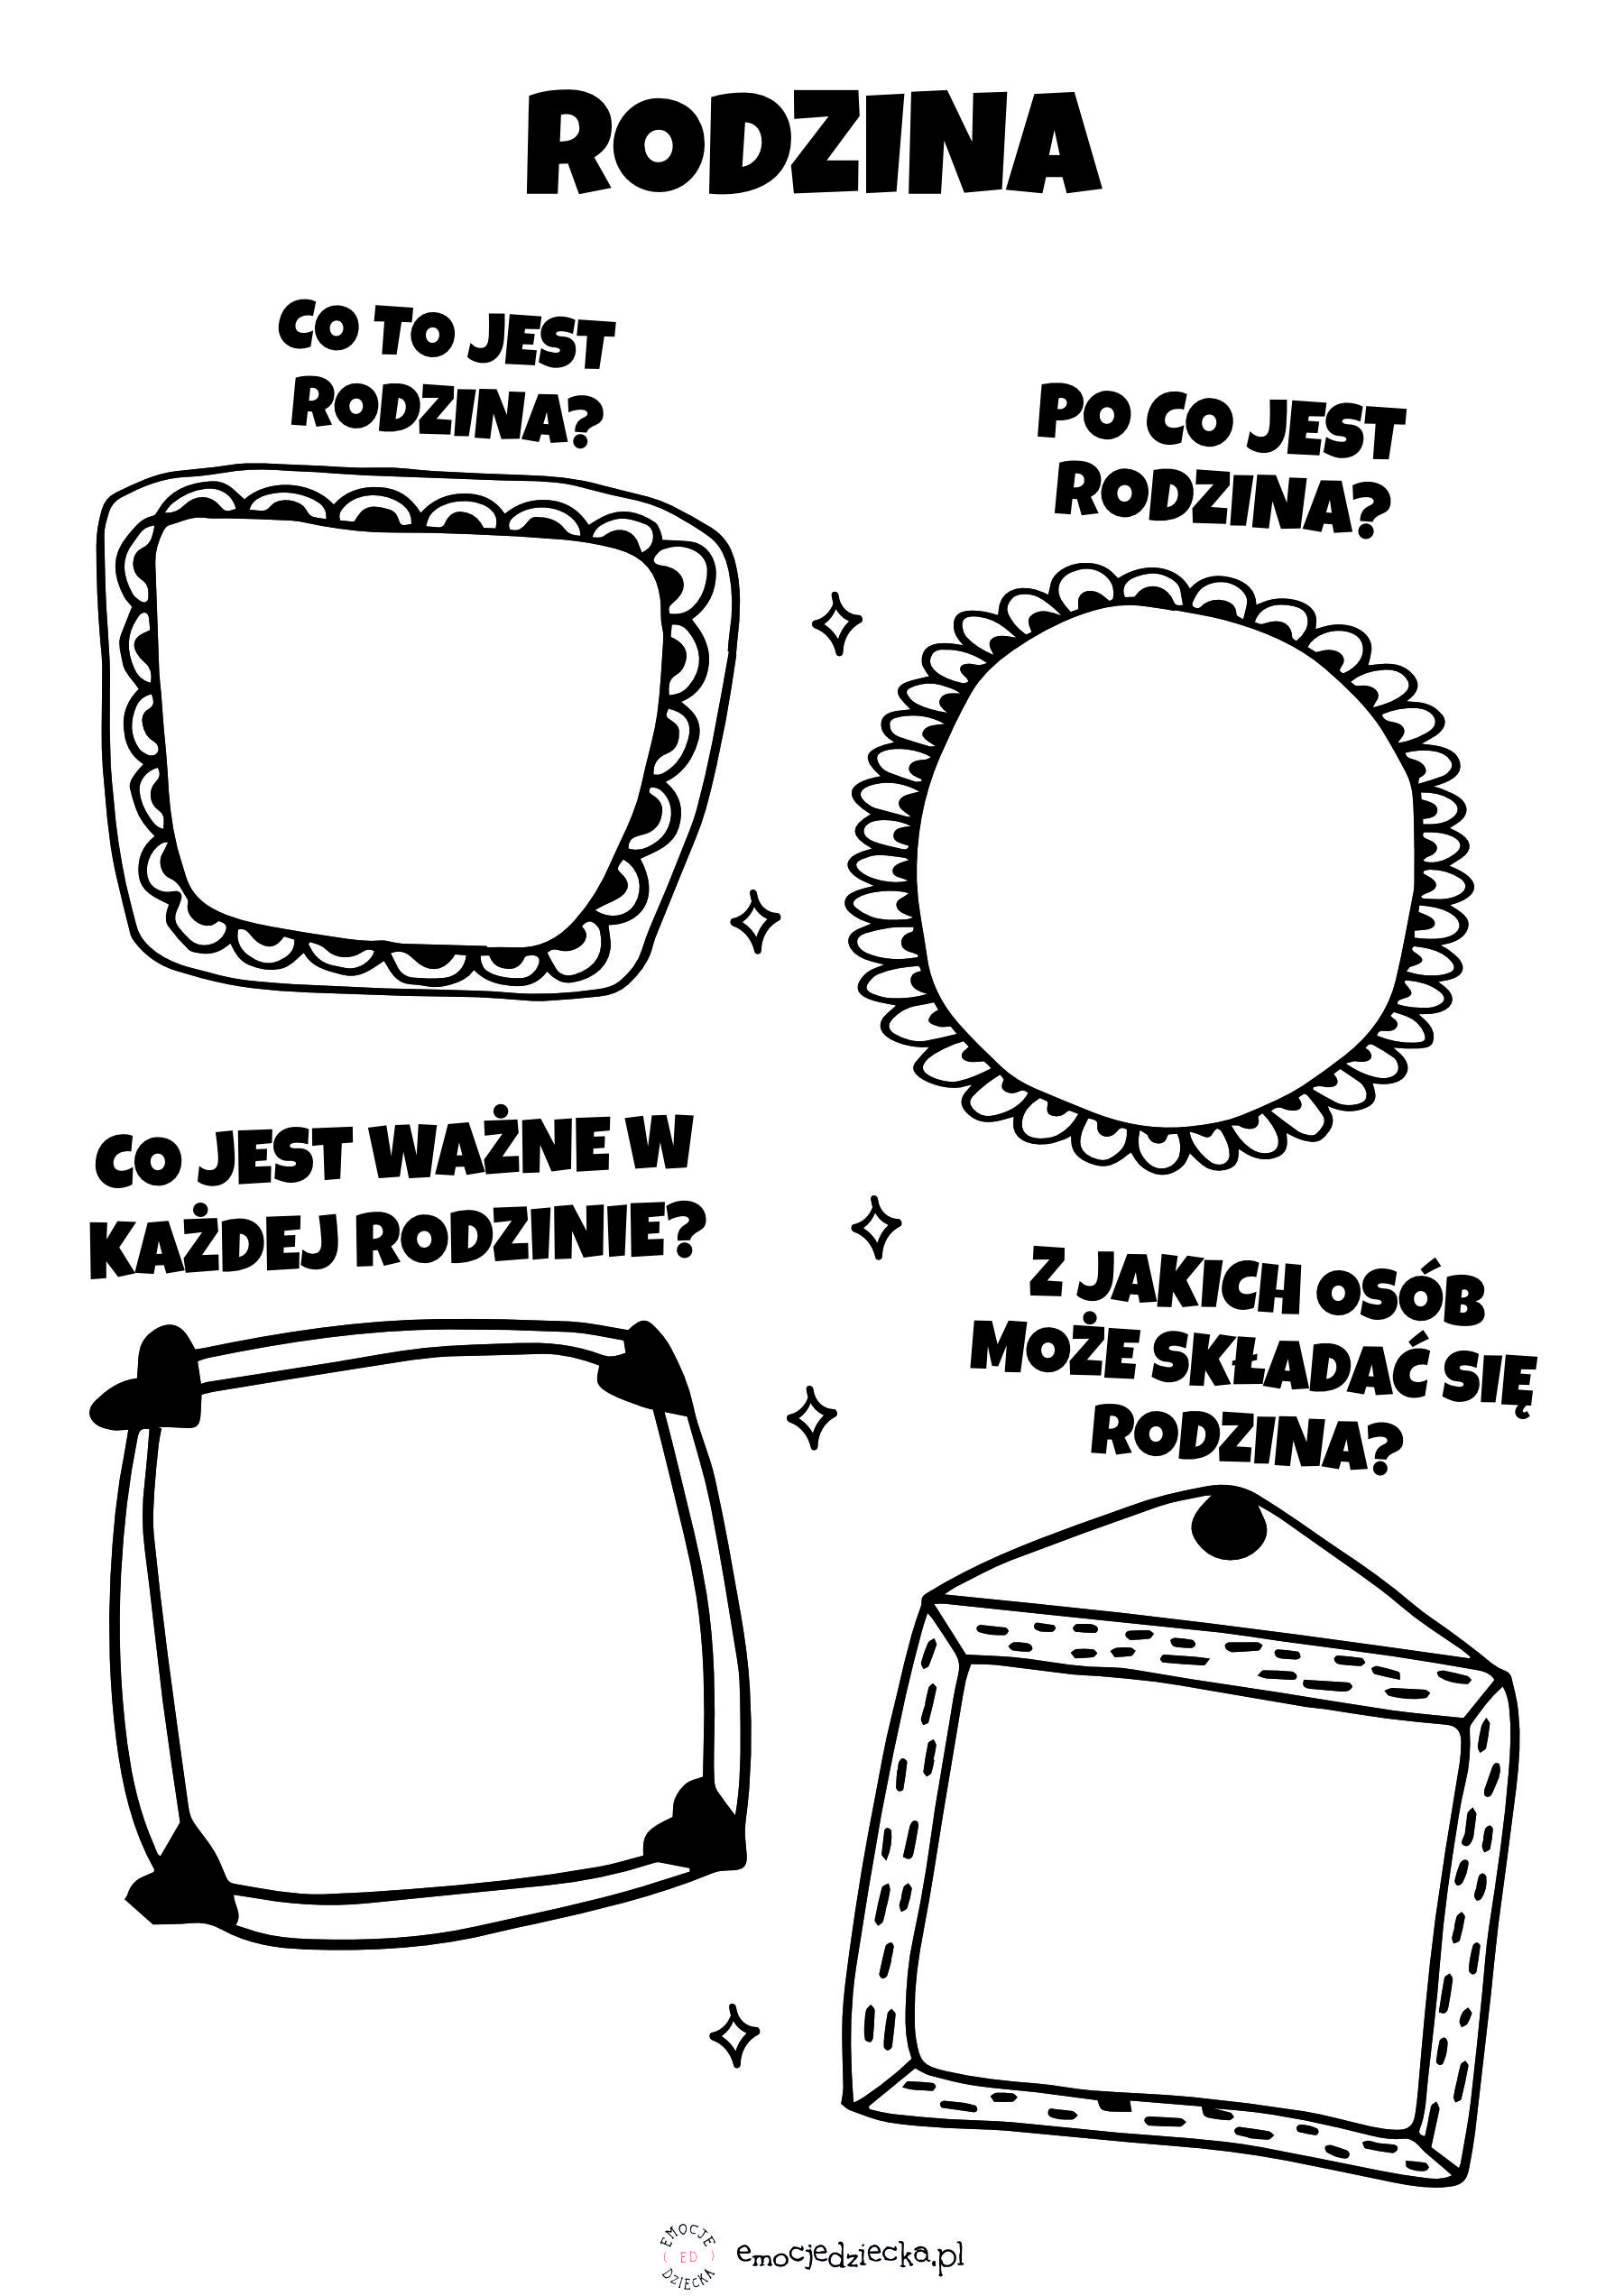 RODZINA
CO TO JEST
RODZINA?
PO CO JEST
RODZINA?
CO JEST WAŻNE W
KAŻDEJ RODZINIE?
Z JAKICH OSÓB
MOŻE SKŁADAĆ SIĘ
RODZINA?
EMOCJE
( ED )
DZIECKA
emocjedziecka.pl